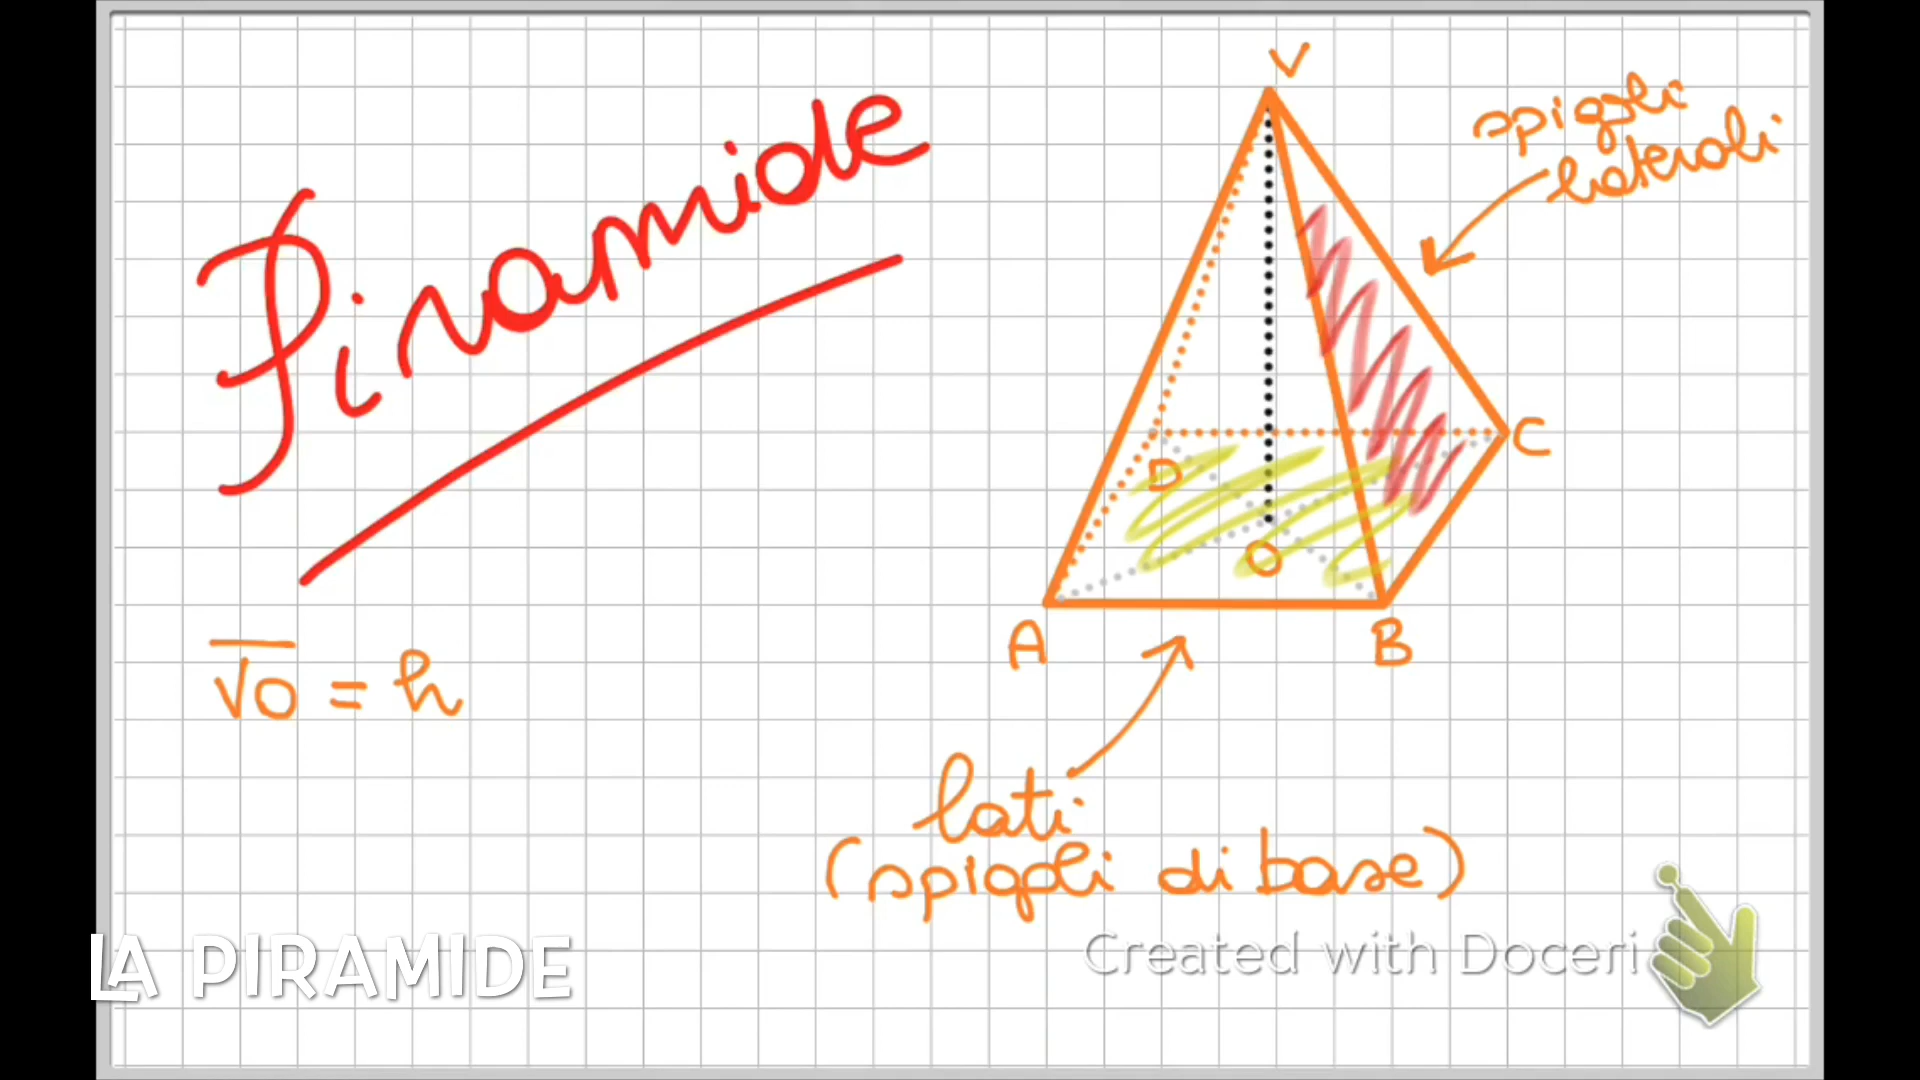 Piramide
V
spigoli
laterali
D
C
O
A
B
VO = h
lati
(spigoli di base)
LA PIRAMIDE
Created with Doceri